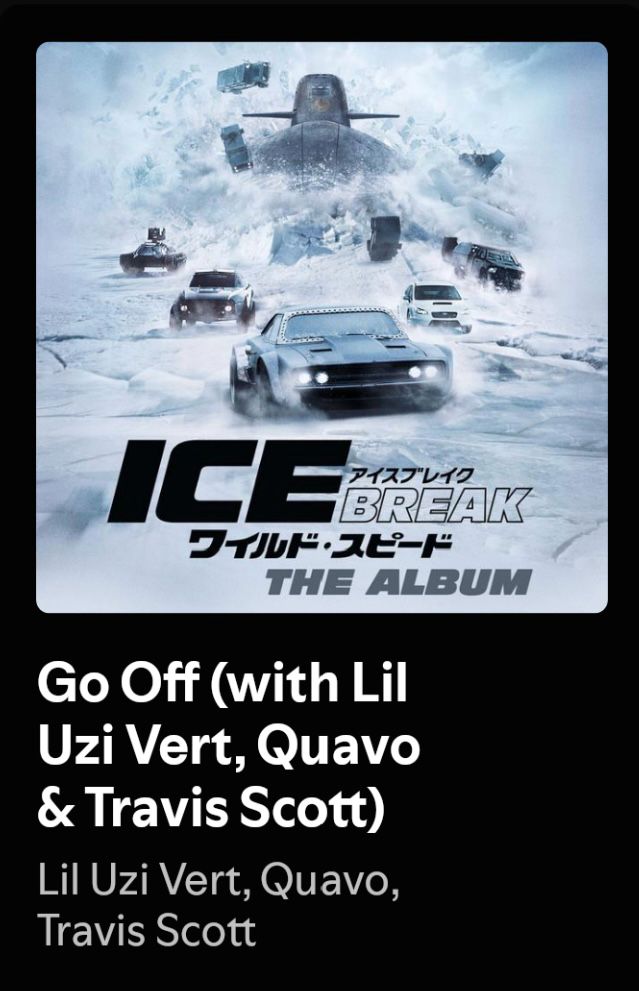 ICE アイスブレイク
BREAK
ワイルド・スピード
THE ALBUM
Go Off (with Lil
Uzi Vert, Quavo
& Travis Scott)
Lil Uzi Vert, Quavo,
Travis Scott